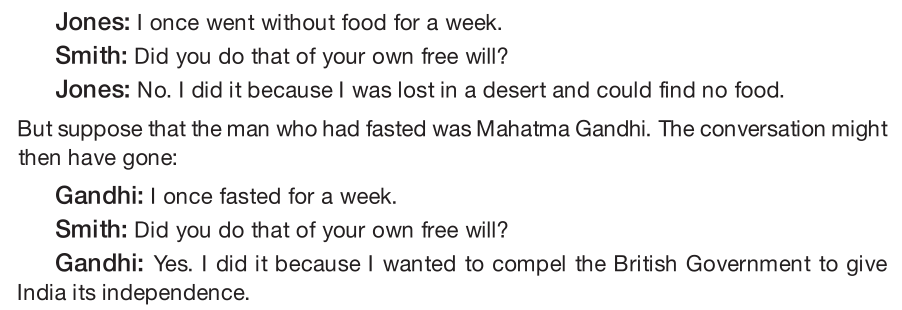 Jones: I once went without food for a week.
Smith: Did you do that of your own free will?
Jones: No. I did it because I was lost in a desert and could find no food.
But suppose that the man who had fasted was Mahatma Gandhi. The conversation might
then have gone:
Gandhi: I once fasted for a week.
Smith: Did you do that of your own free will?
Gandhi: Yes. I did it because I wanted to compel the British Government to give
India its independence.